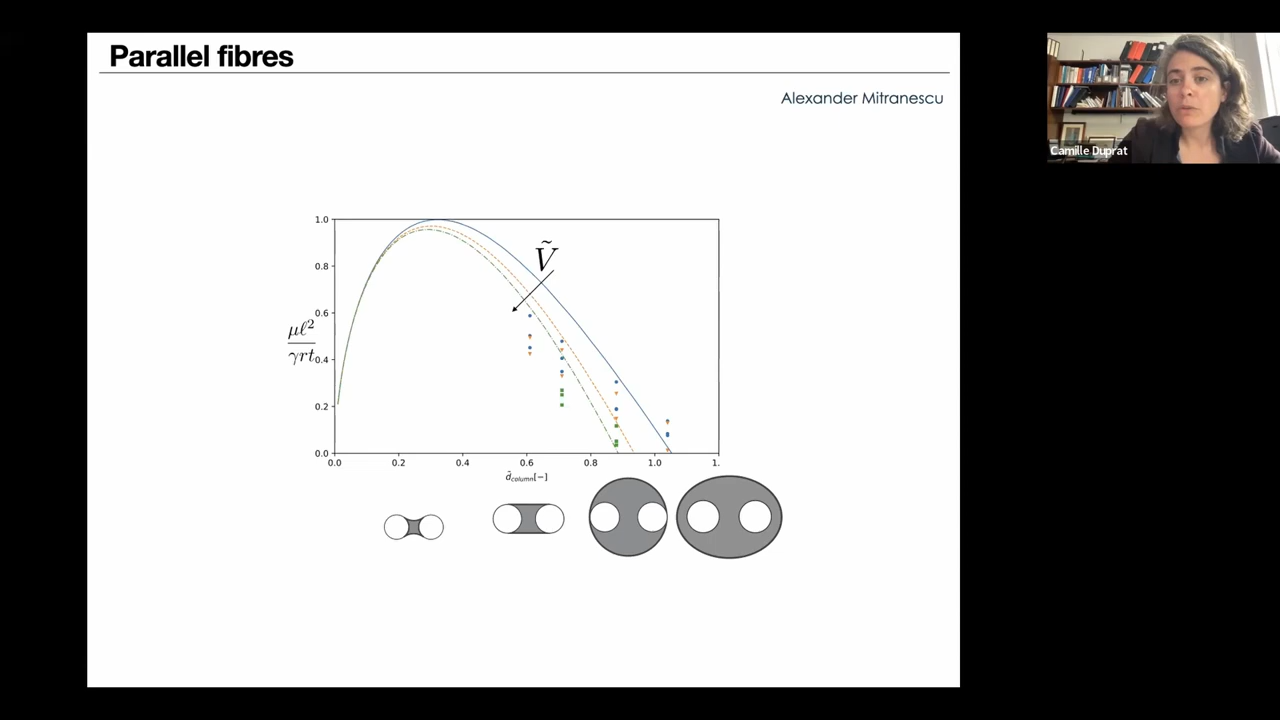 Parallel fibres
Alexander Mitranescu
Camille Duprat
Ṽ
μℓ²
γrt
1.0
0.8
0.6
0.4
0.2
0.0
0.0 0.2 0.4 0.6 0.8 1.0 1.
d̃column[−]